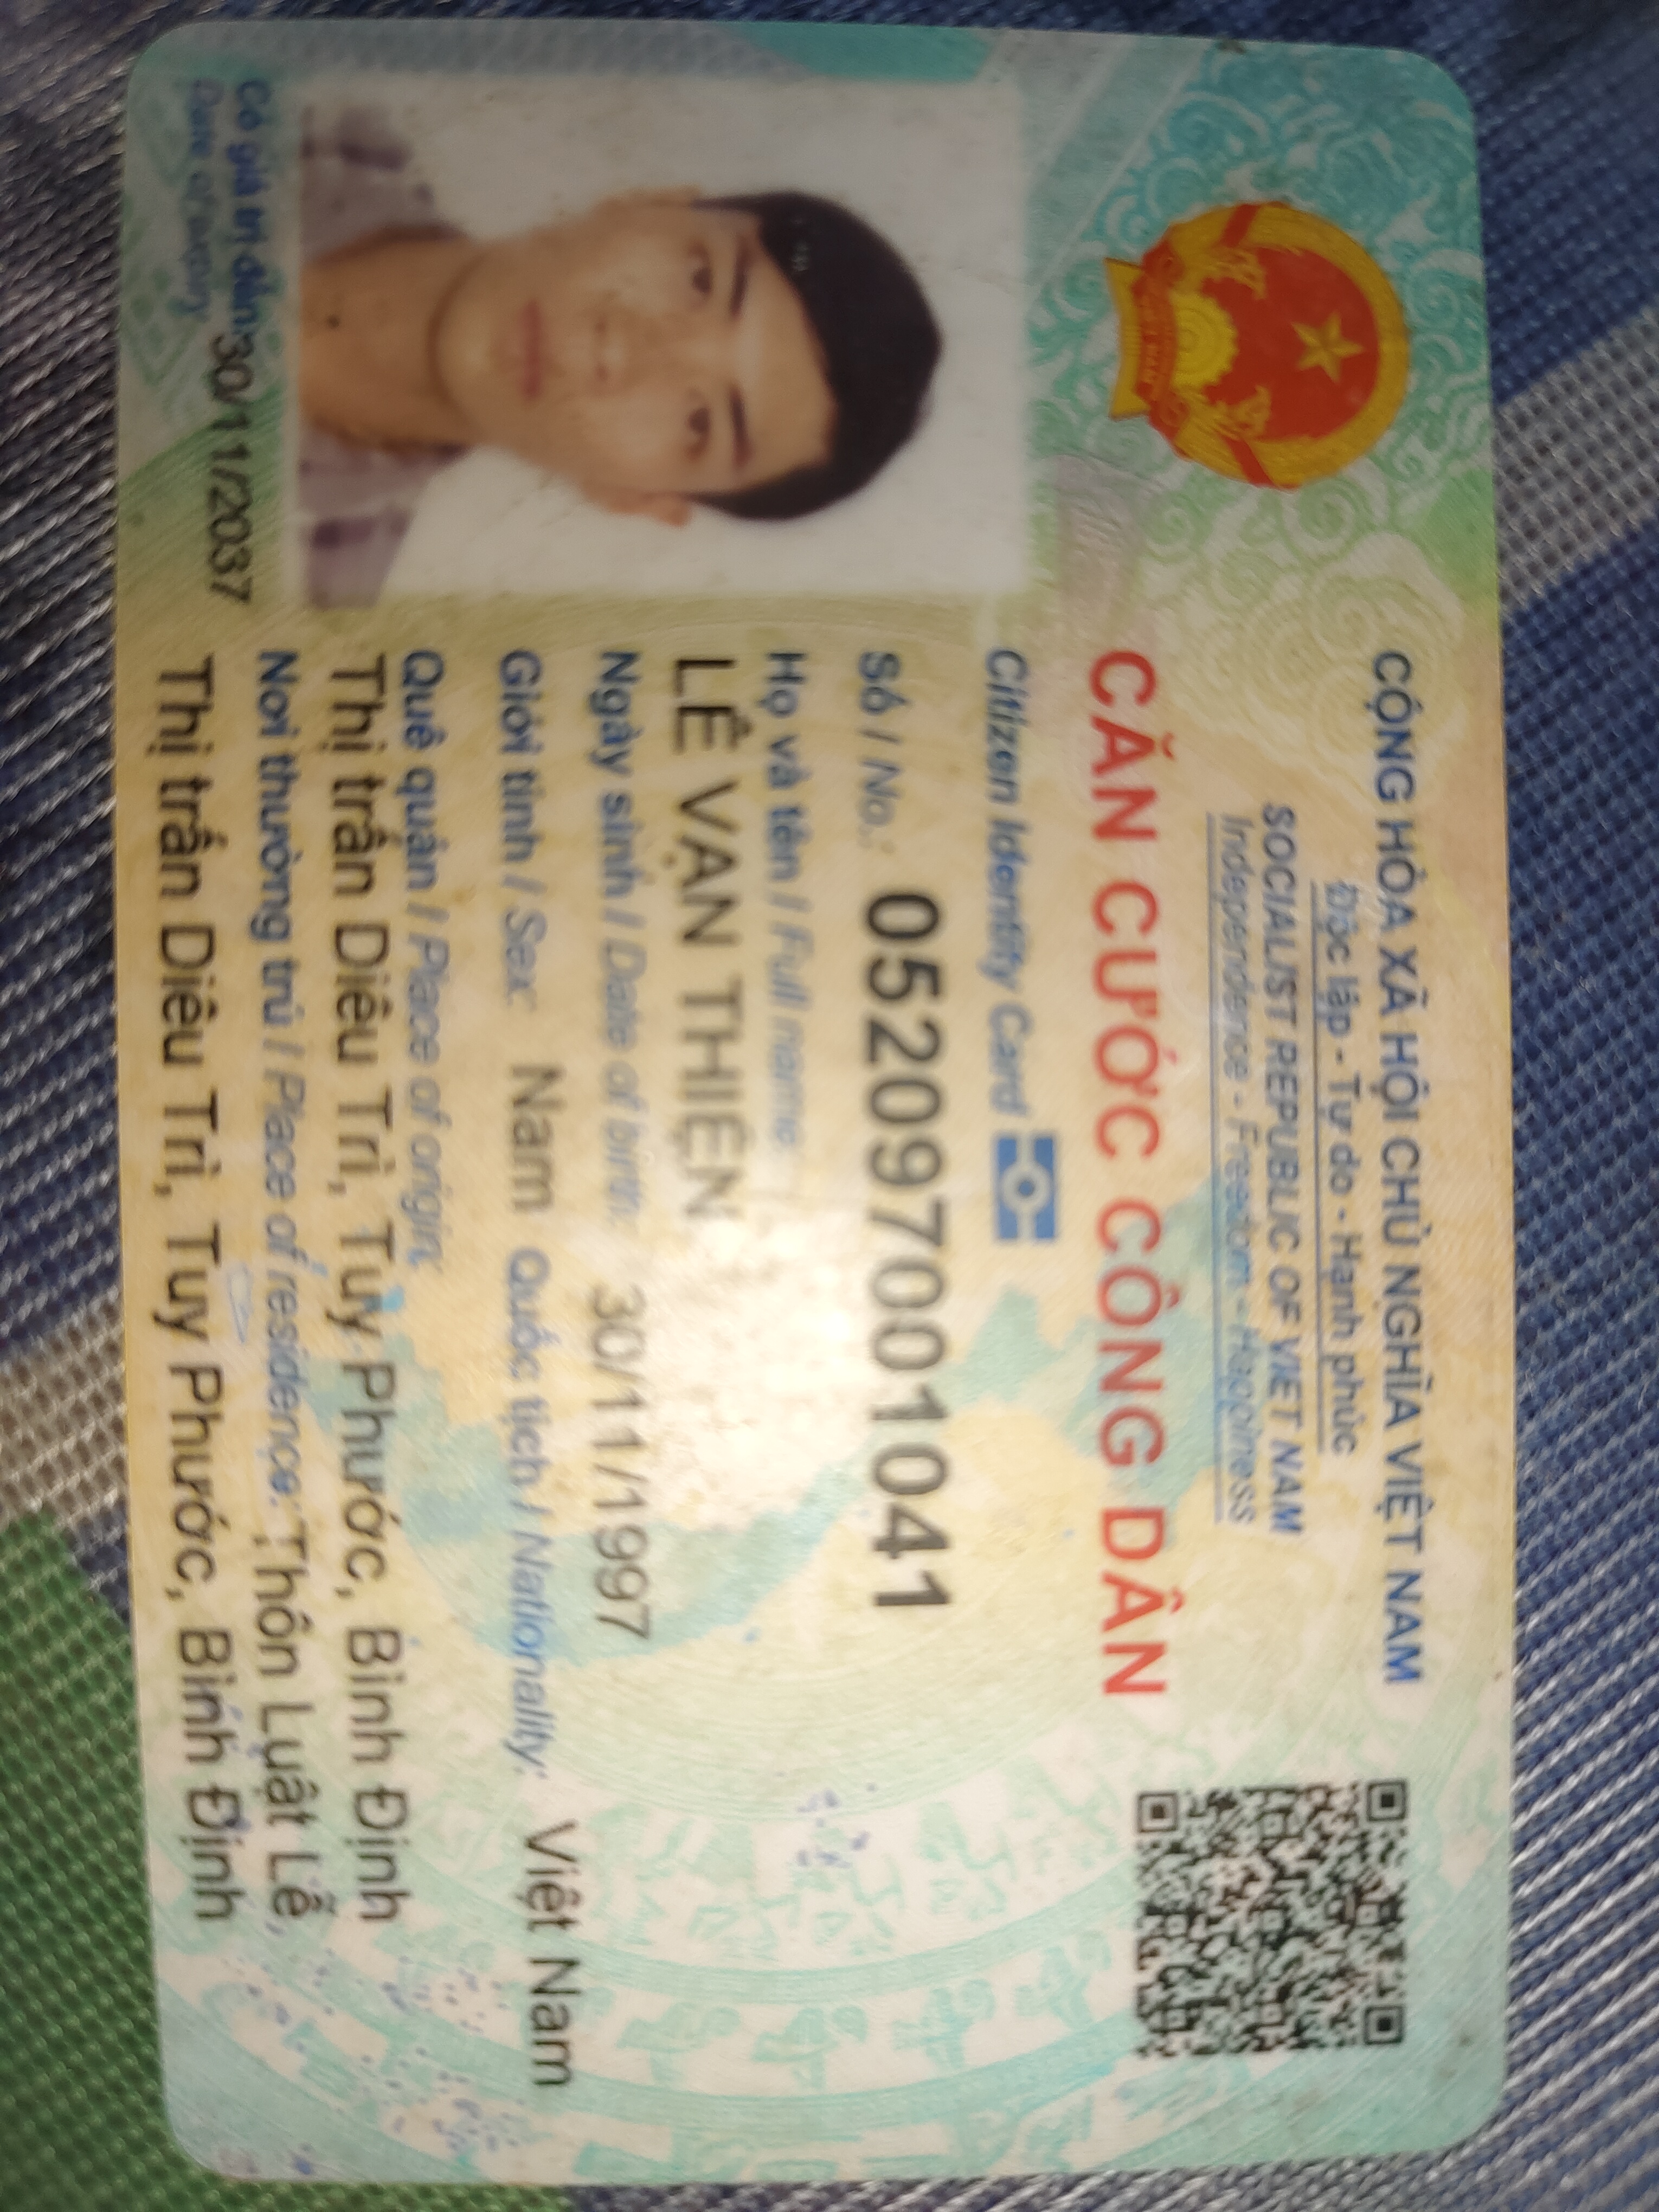 CỘNG HÒA XÃ HỘI CHỦ NGHĨA VIỆT NAM
Độc lập - Tự do - Hạnh phúc
SOCIALIST REPUBLIC OF VIET NAM
Independence - Freedom - Happiness
CĂN CƯỚC CÔNG DÂN
Citizen Identity Card
Số / No.: 052097001041
Họ và tên / Full name:
LÊ VẠN THIỆN
Ngày sinh / Date of birth: 30/11/1997
Giới tính / Sex: Nam Quốc tịch / Nationality: Việt Nam
Quê quán / Place of origin:
Thị trấn Diêu Trì, Tuy Phước, Bình Định
Nơi thường trú / Place of residence: Thôn Luật Lễ,
Thị trấn Diêu Trì, Tuy Phước, Bình Định
Có giá trị đến: 30/11/2037
Date of expiry